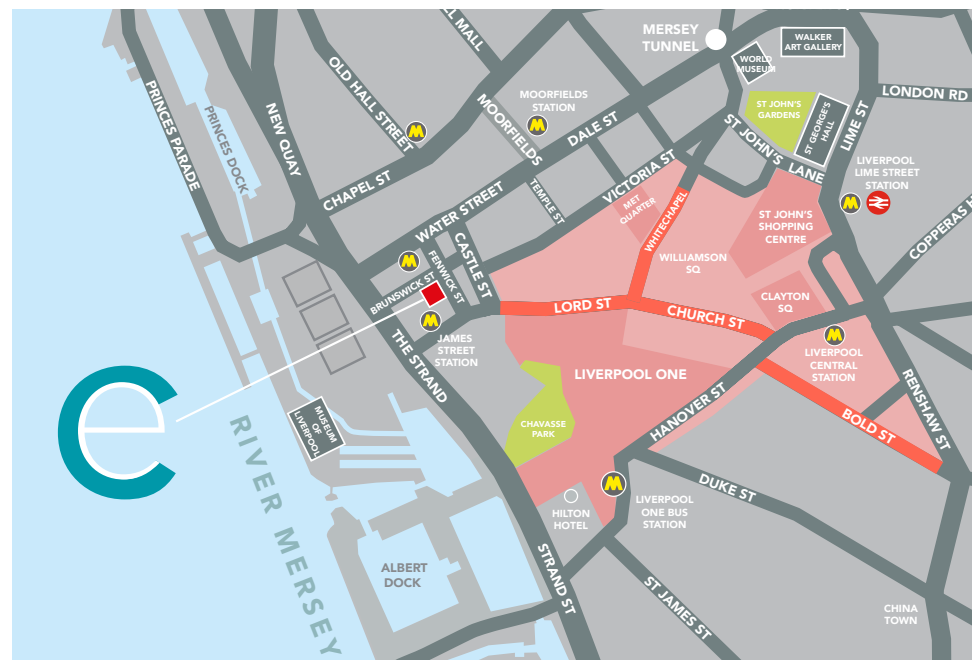 MERSEY
TUNNEL
WALKER
ART GALLERY
WORLD
MUSEUM
LONDON RD
ST JOHN'S
GARDENS
ST GEORGE'S
HALL
LIME ST
ST JOHN'S LANE
LIVERPOOL
LIME STREET
STATION
COPPERAS H
MALL
OLD HALL STREET
MOORFIELDS
STATION
MOORFIELDS
DALE ST
PRINCES PARADE
PRINCES DOCK
NEW QUAY
CHAPEL ST
WATER STREET
TEMPLE ST
VICTORIA ST
MET
QUARTER
WHITECHAPEL
ST JOHN'S
SHOPPING
CENTRE
WILLIAMSON
SQ
CLAYTON
SQ
CASTLE ST
FENWICK ST
BRUNSWICK ST
JAMES
STREET
STATION
LORD ST
CHURCH ST
LIVERPOOL
CENTRAL
STATION
THE STRAND
LIVERPOOL ONE
CHAVASSE
PARK
HANOVER ST
BOLD ST
RENSHAW ST
e
MUSEUM
OF
LIVERPOOL
RIVER MERSEY
DUKE ST
HILTON
HOTEL
LIVERPOOL
ONE BUS
STATION
ALBERT
DOCK
STRAND ST
ST JAMES ST
CHINA
TOWN